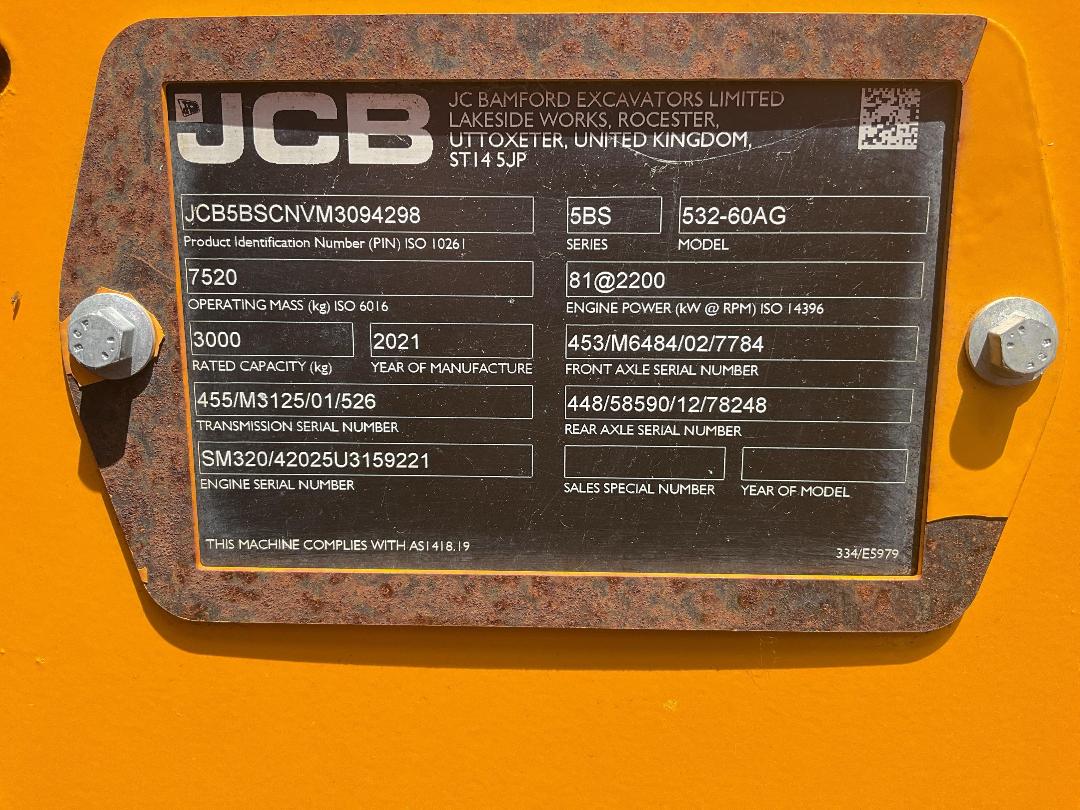 JCB
JC BAMFORD EXCAVATORS LIMITED
LAKESIDE WORKS, ROCESTER,
UTTOXETER, UNITED KINGDOM,
ST14 5JP
JCB5BSCNVM3094298
Product Identification Number (PIN) ISO 10261
5BS
SERIES
532-60AG
MODEL
7520
OPERATING MASS (kg) ISO 6016
81@2200
ENGINE POWER (kW @ RPM) ISO 14396
3000
RATED CAPACITY (kg)
2021
YEAR OF MANUFACTURE
453/M6484/02/7784
FRONT AXLE SERIAL NUMBER
455/M3125/01/526
TRANSMISSION SERIAL NUMBER
448/58590/12/78248
REAR AXLE SERIAL NUMBER
SM320/42025U3159221
ENGINE SERIAL NUMBER
SALES SPECIAL NUMBER
YEAR OF MODEL
THIS MACHINE COMPLIES WITH AS1418.19
334/E5979